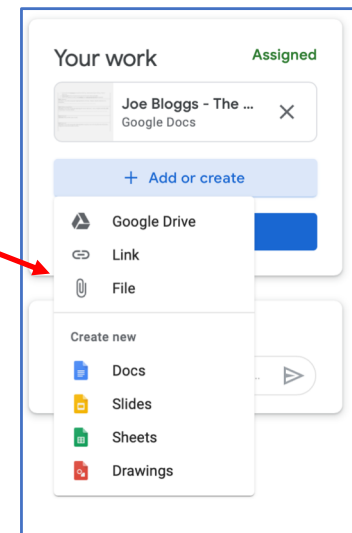 Your work
Assigned
Joe Bloggs - The ...
Google Docs
+ Add or create
Google Drive
Link
File
Create new
Docs
Slides
Sheets
Drawings